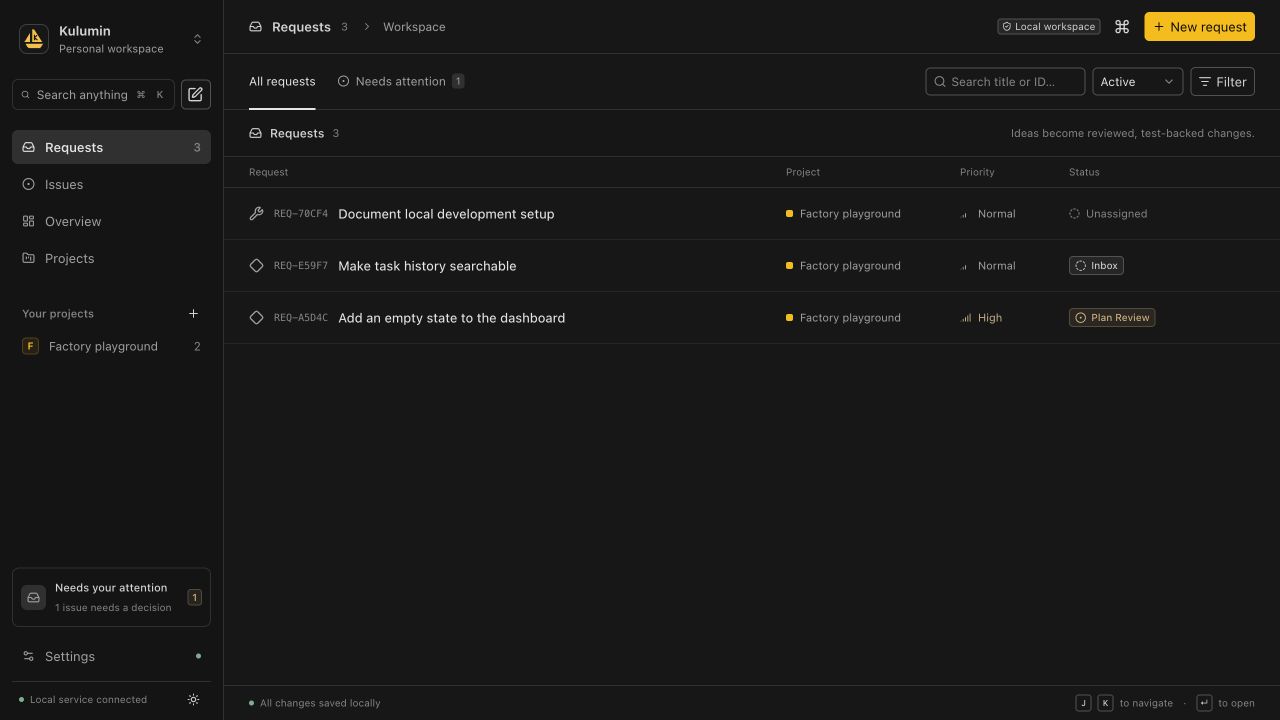 Kulumin
Personal workspace
Search anything ⌘ K
Requests 3
Issues
Overview
Projects
Your projects +
F Factory playground 2
Needs your attention
1 issue needs a decision
1
Settings
Local service connected
Requests 3 > Workspace
Local workspace
⌘
+ New request
All requests
Needs attention 1
Search title or ID...
Active
Filter
Requests 3
Ideas become reviewed, test-backed changes.
Request Project Priority Status
REQ-70CF4 Document local development setup Factory playground Normal Unassigned
REQ-E59F7 Make task history searchable Factory playground Normal Inbox
REQ-A5D4C Add an empty state to the dashboard Factory playground High Plan Review
All changes saved locally
J K to navigate · ↵ to open